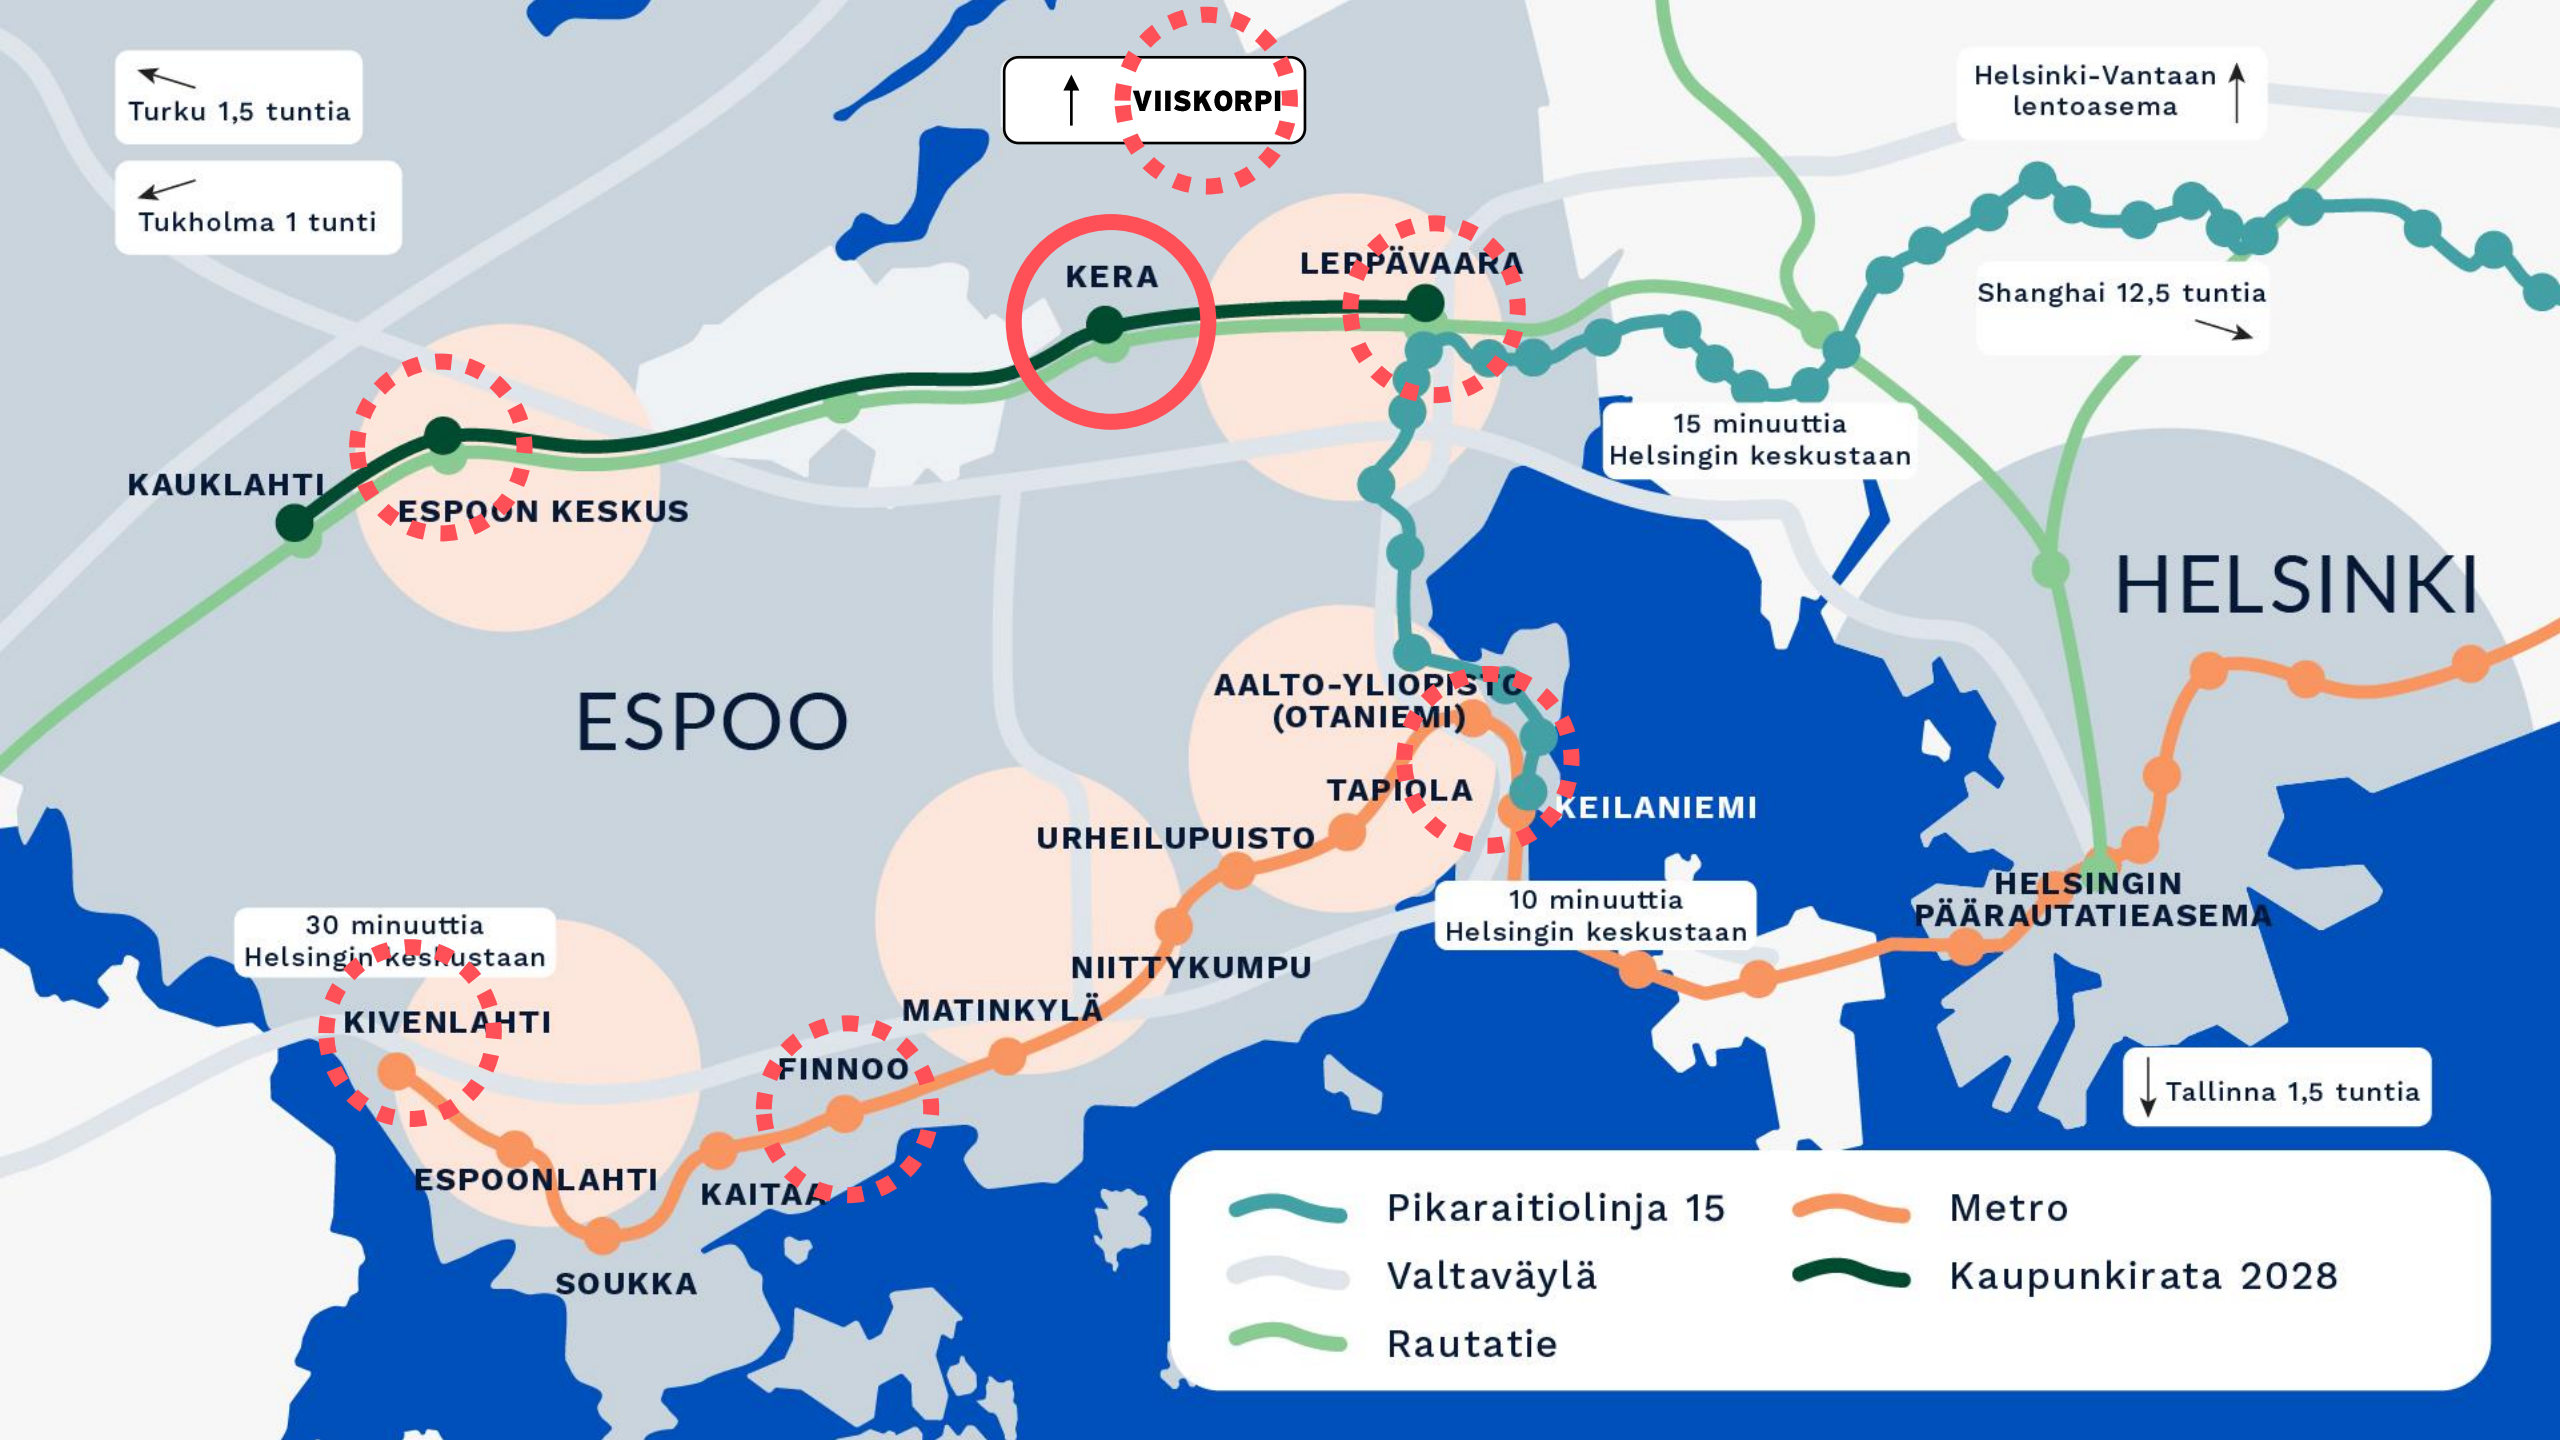 VIISKORPI
Turku 1,5 tuntia
Tukholma 1 tunti
Helsinki-Vantaan
lentoasema
KERA
LEPPÄVAARA
Shanghai 12,5 tuntia
15 minuuttia
Helsingin keskustaan
KAUKLAHTI
ESPOON KESKUS
HELSINKI
ESPOO
AALTO-YLIOPISTO
(OTANIEMI)
TAPIOLA
KEILANIEMI
URHEILUPUISTO
10 minuuttia
Helsingin keskustaan
HELSINGIN
PÄÄRAUTATIEASEMA
30 minuuttia
Helsingin keskustaan
NIITTYKUMPU
MATINKYLÄ
KIVENLAHTI
FINNOO
Tallinna 1,5 tuntia
ESPOONLAHTI
KAITAA
SOUKKA
Pikaraitiolinja 15
Valtaväylä
Rautatie
Metro
Kaupunkirata 2028